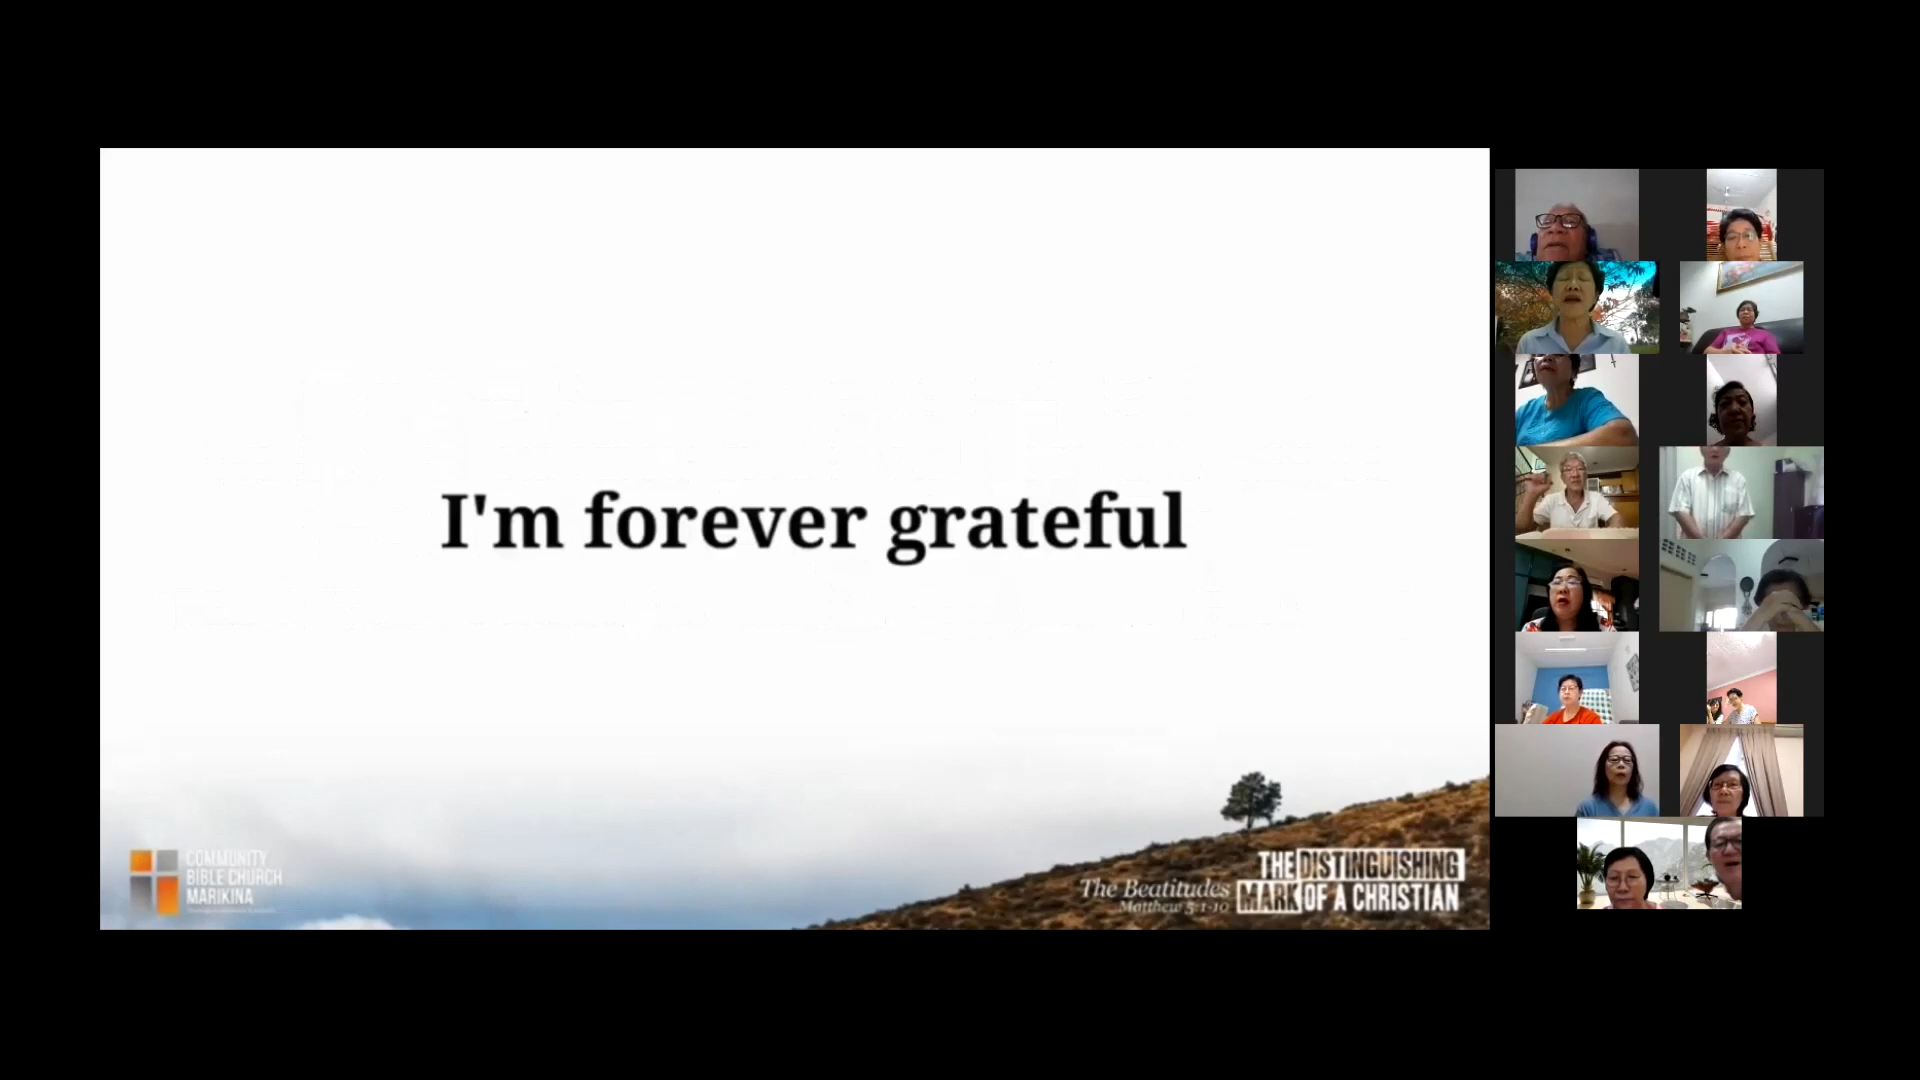 I'm forever grateful
COMMUNITY
BIBLE CHURCH
MARIKINA
The Beatitudes
Matthew 5:1-10
THE DISTINGUISHING
MARK OF A CHRISTIAN